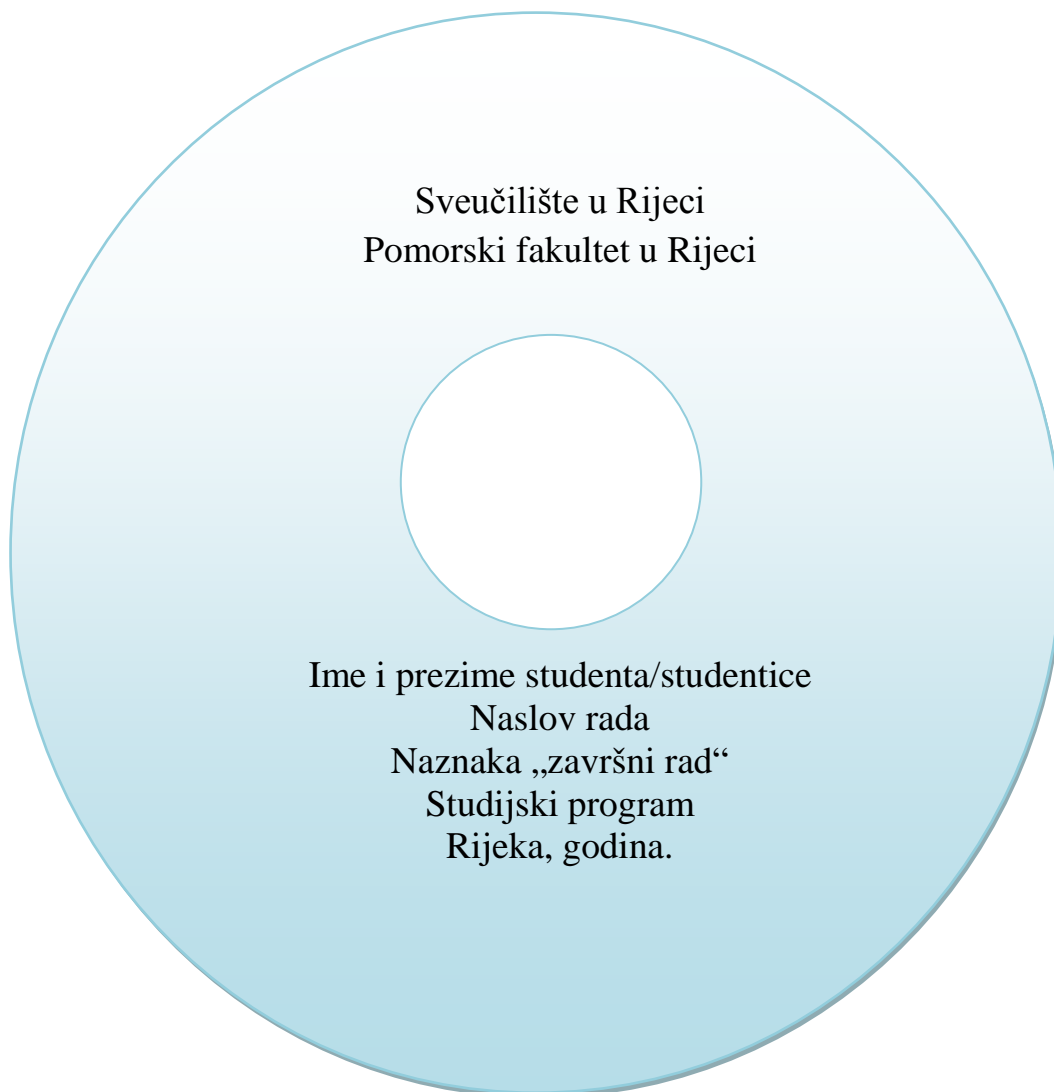 Sveučilište u Rijeci
Pomorski fakultet u Rijeci
Ime i prezime studenta/studentice
Naslov rada
Naznaka „završni rad“
Studijski program
Rijeka, godina.